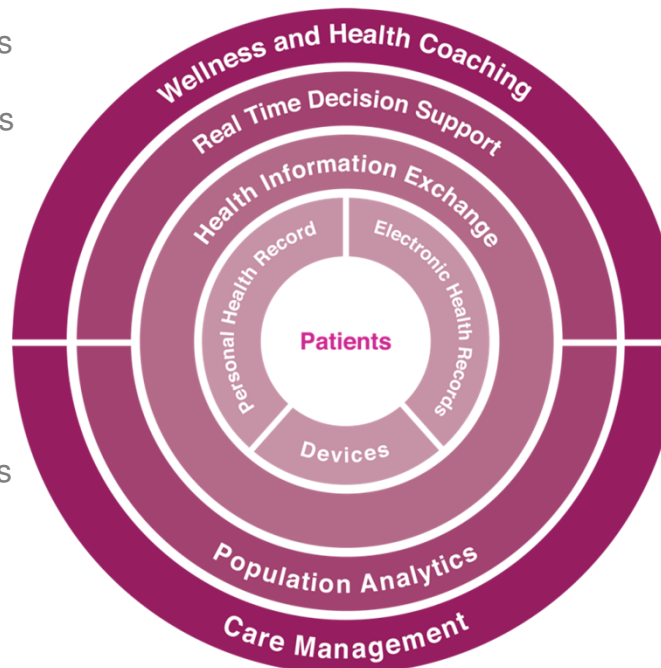 s
Wellness and Health Coaching
s
Real Time Decision Support
Health Information Exchange
Personal Health Record
Electronic Health Records
Patients
Devices
s
Population Analytics
Care Management